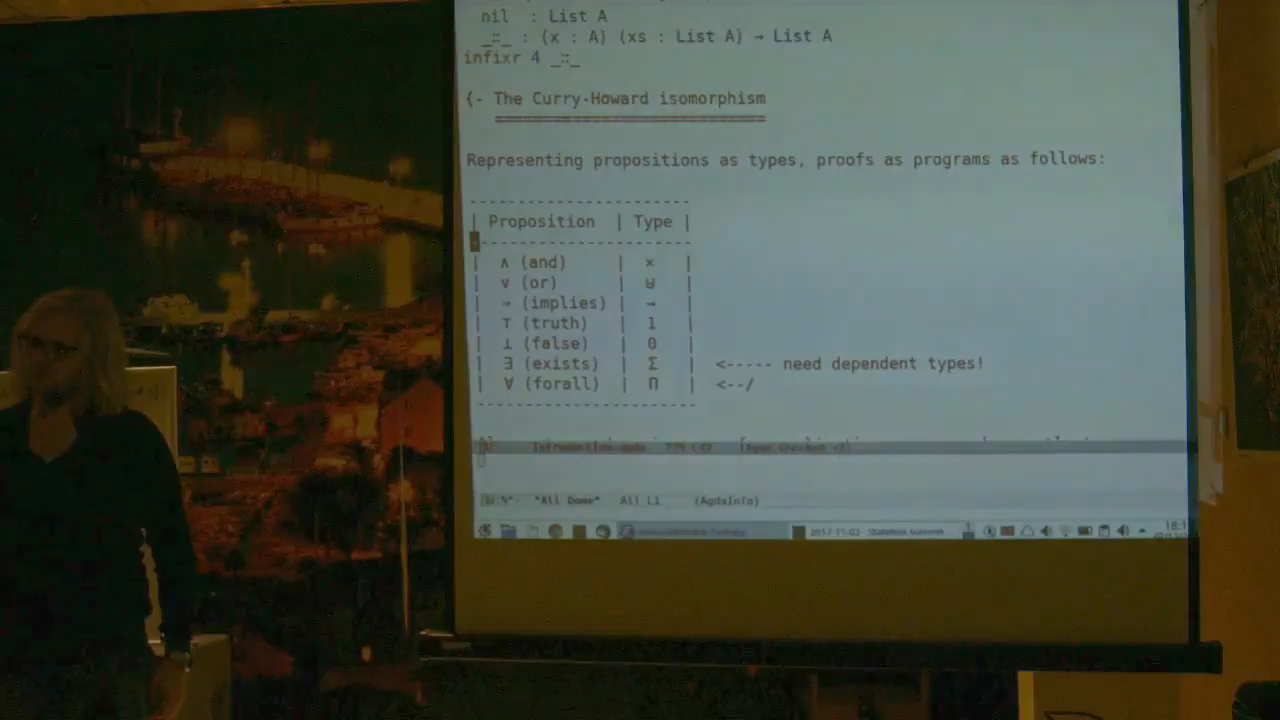 nil : List A
_::_ : (x : A) (xs : List A) → List A
infixr 4 _::_
{- The Curry-Howard isomorphism
===========================
Representing propositions as types, proofs as programs as follows:
----------------------
| Proposition | Type |
----------------------
| ∧ (and) | × |
| ∨ (or) | ⊎ |
| ⇒ (implies) | → |
| ⊤ (truth) | 1 |
| ⊥ (false) | 0 |
| ∃ (exists) | Σ | <----- need dependent types!
| ∀ (forall) | Π | <--/
----------------------
*All Done* All L1 (AgdaInfo)